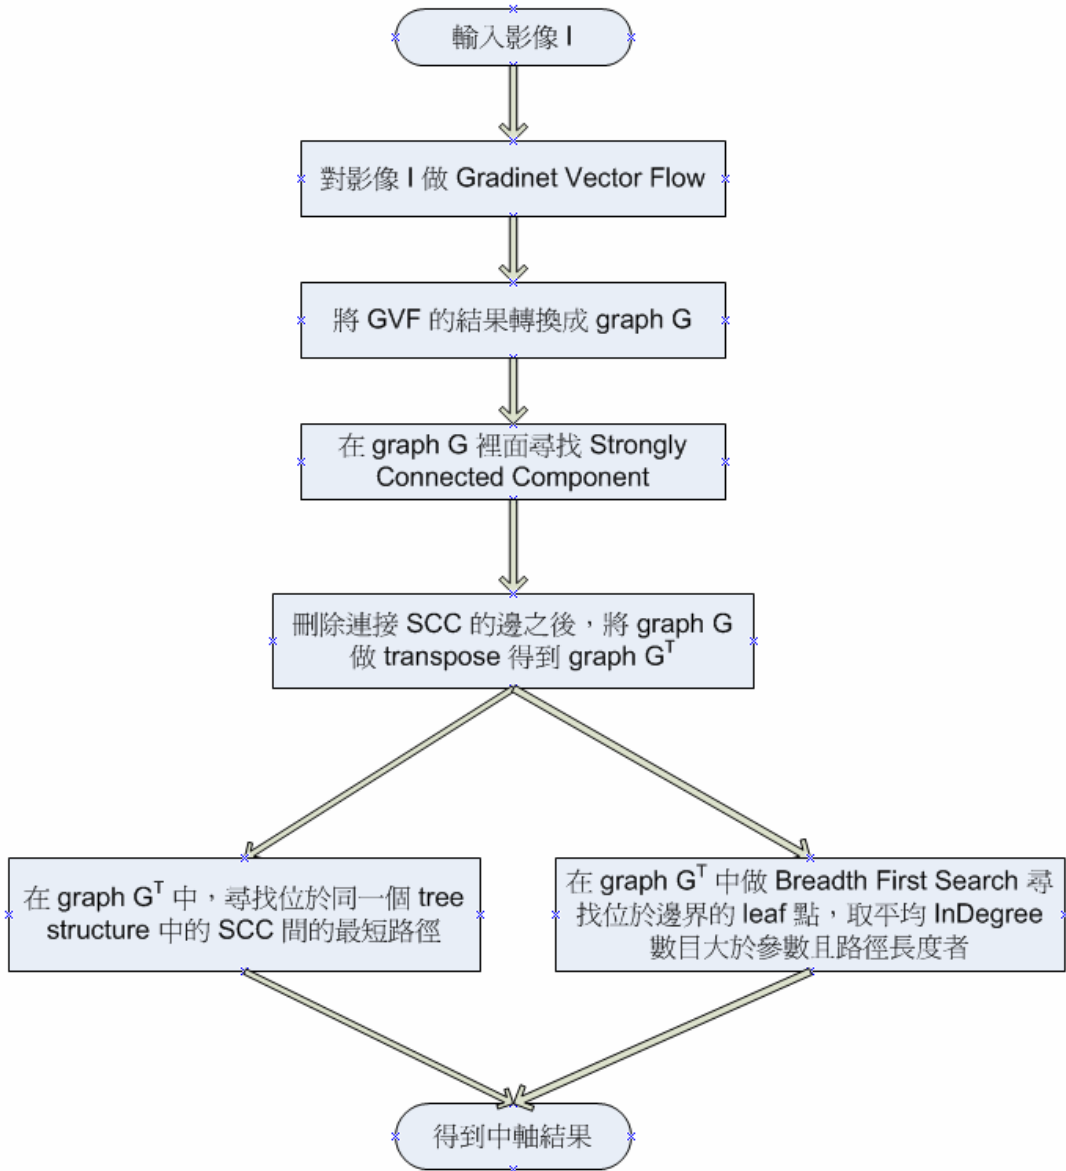 輸入影像 I
對影像 I 做 Gradinet Vector Flow
將 GVF 的結果轉換成 graph G
在 graph G 裡面尋找 Strongly
Connected Component
刪除連接 SCC 的邊之後，將 graph G
做 transpose 得到 graph G^T
在 graph G^T 中，尋找位於同一個 tree
structure 中的 SCC 間的最短路徑
在 graph G^T 中做 Breadth First Search 尋
找位於邊界的 leaf 點，取平均 InDegree
數目大於參數且路徑長度者
得到中軸結果